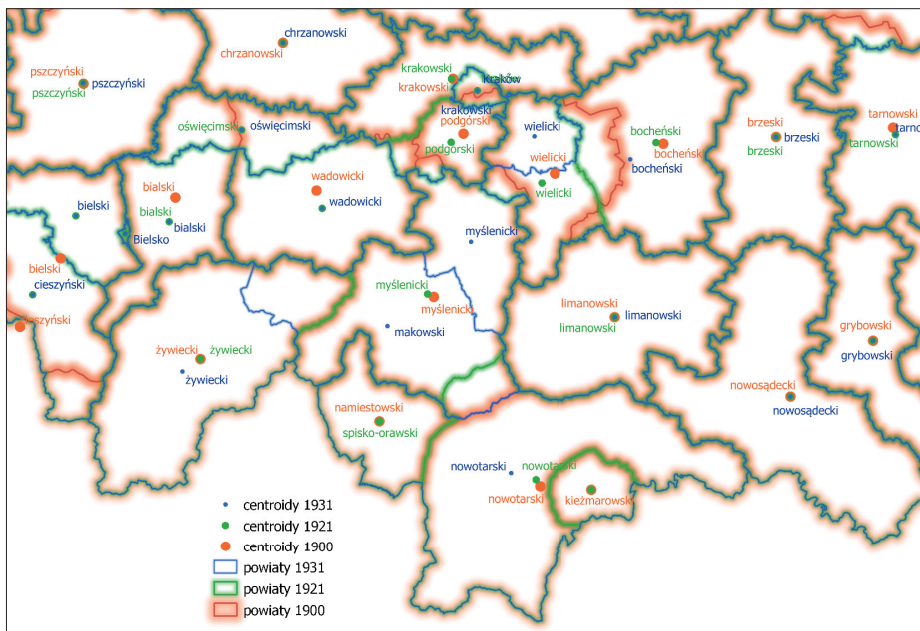 chrzanowski
chrzanowski
pszczyński
pszczyński
pszczyński
krakowski
krakowski
Kraków
krakowski
podgórski
podgórski
oświęcimski
oświęcimski
wielicki
wielicki
wielicki
bocheński
bocheńsk
bocheński
brzeski
brzeski
brzeski
tarnowski
tarno
tarnowski
bialski
bialski
bialski
wadowicki
wadowicki
bielski
Bielsko
bielski
cieszyński
cieszyński
myślenicki
myślenicki
myślenicki
makowski
limanowski
limanowski
limanowski
grybowski
grybowski
żywiecki
żywiecki
żywiecki
nowosądecki
nowosądecki
namiestowski
spisko-orawski
nowotarski
nowotarski
nowotarski
kieżmarowski
centroidy 1931
centroidy 1921
centroidy 1900
powiaty 1931
powiaty 1921
powiaty 1900